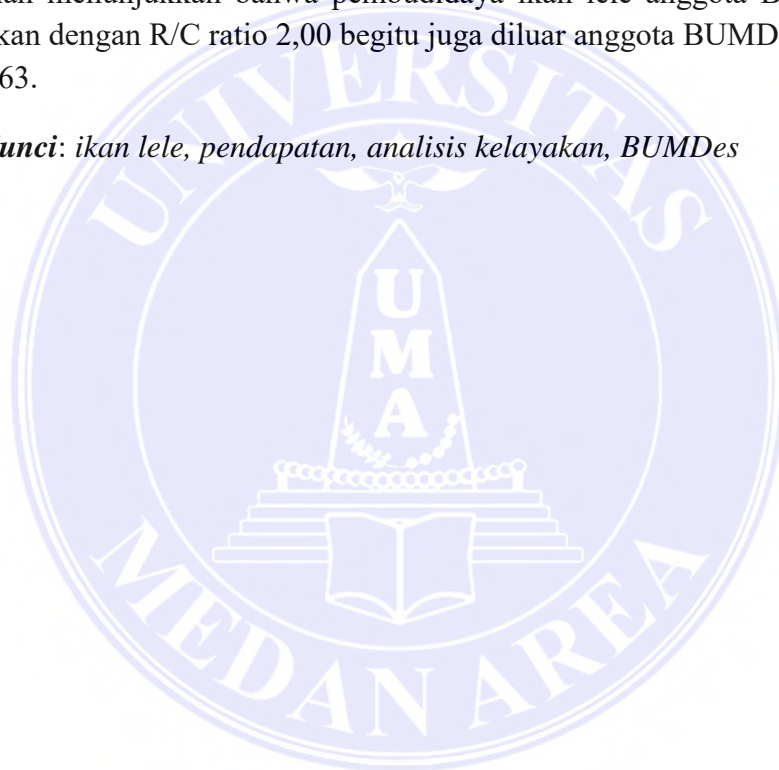 menunjukkan bahwa pembudidaya ikan lele anggota B
kan dengan R/C ratio 2,00 begitu juga diluar anggota BUMD
63.
unci: ikan lele, pendapatan, analisis kelayakan, BUMDes
UNIVERSITAS
U
M
A
MEDAN AREA